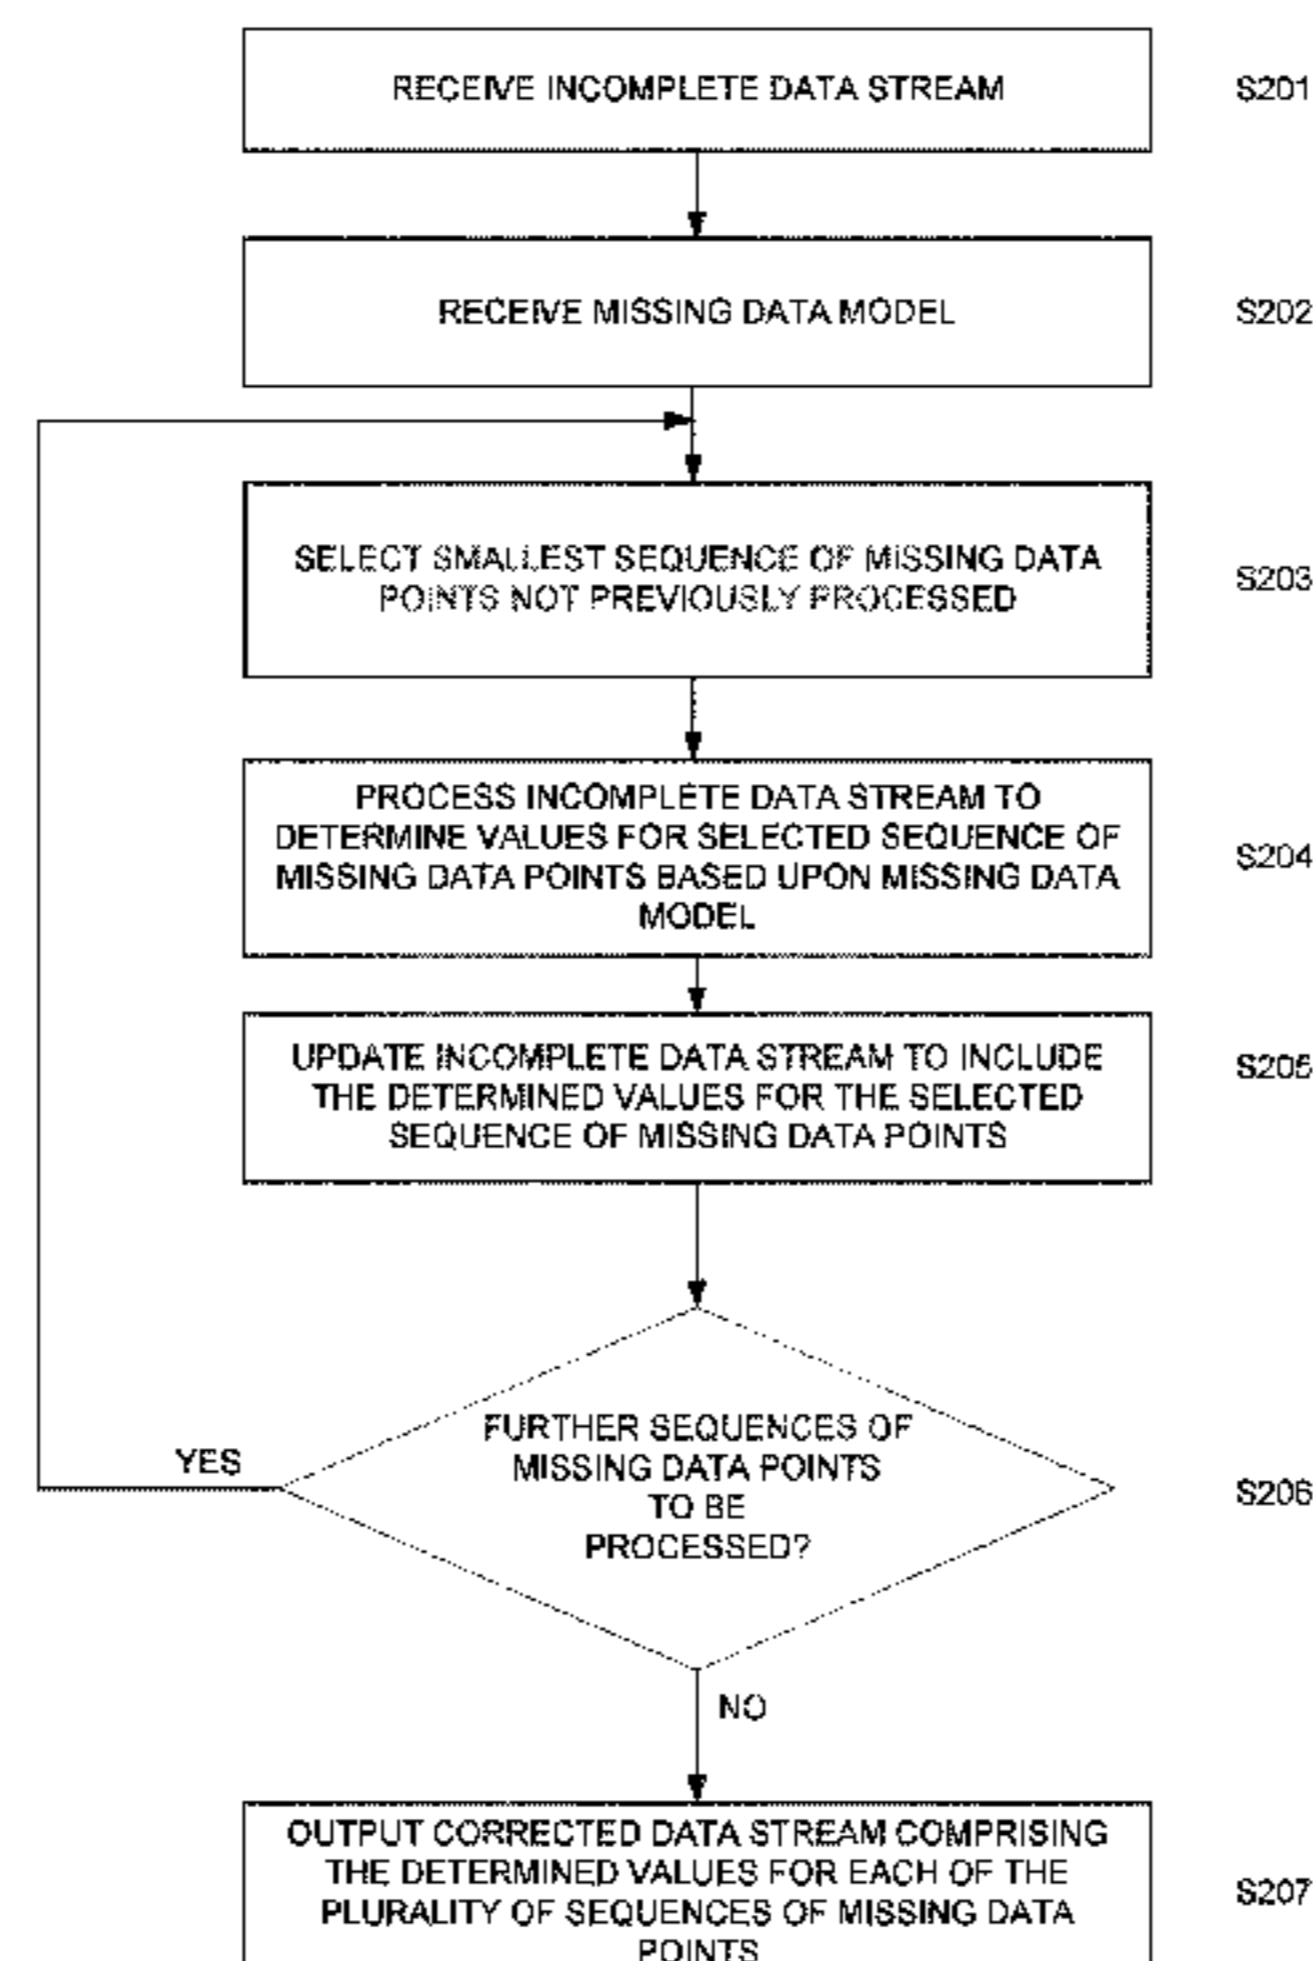 RECEIVE INCOMPLETE DATA STREAM
S201
RECEIVE MISSING DATA MODEL
S202
SELECT SMALLEST SEQUENCE OF MISSING DATA
POINTS NOT PREVIOUSLY PROCESSED
S203
PROCESS INCOMPLETE DATA STREAM TO
DETERMINE VALUES FOR SELECTED SEQUENCE OF
MISSING DATA POINTS BASED UPON MISSING DATA
MODEL
S204
UPDATE INCOMPLETE DATA STREAM TO INCLUDE
THE DETERMINED VALUES FOR THE SELECTED
SEQUENCE OF MISSING DATA POINTS
S205
FURTHER SEQUENCES OF
MISSING DATA POINTS
TO BE
PROCESSED?
S206
YES
NO
OUTPUT CORRECTED DATA STREAM COMPRISING
THE DETERMINED VALUES FOR EACH OF THE
PLURALITY OF SEQUENCES OF MISSING DATA
POINTS
S207